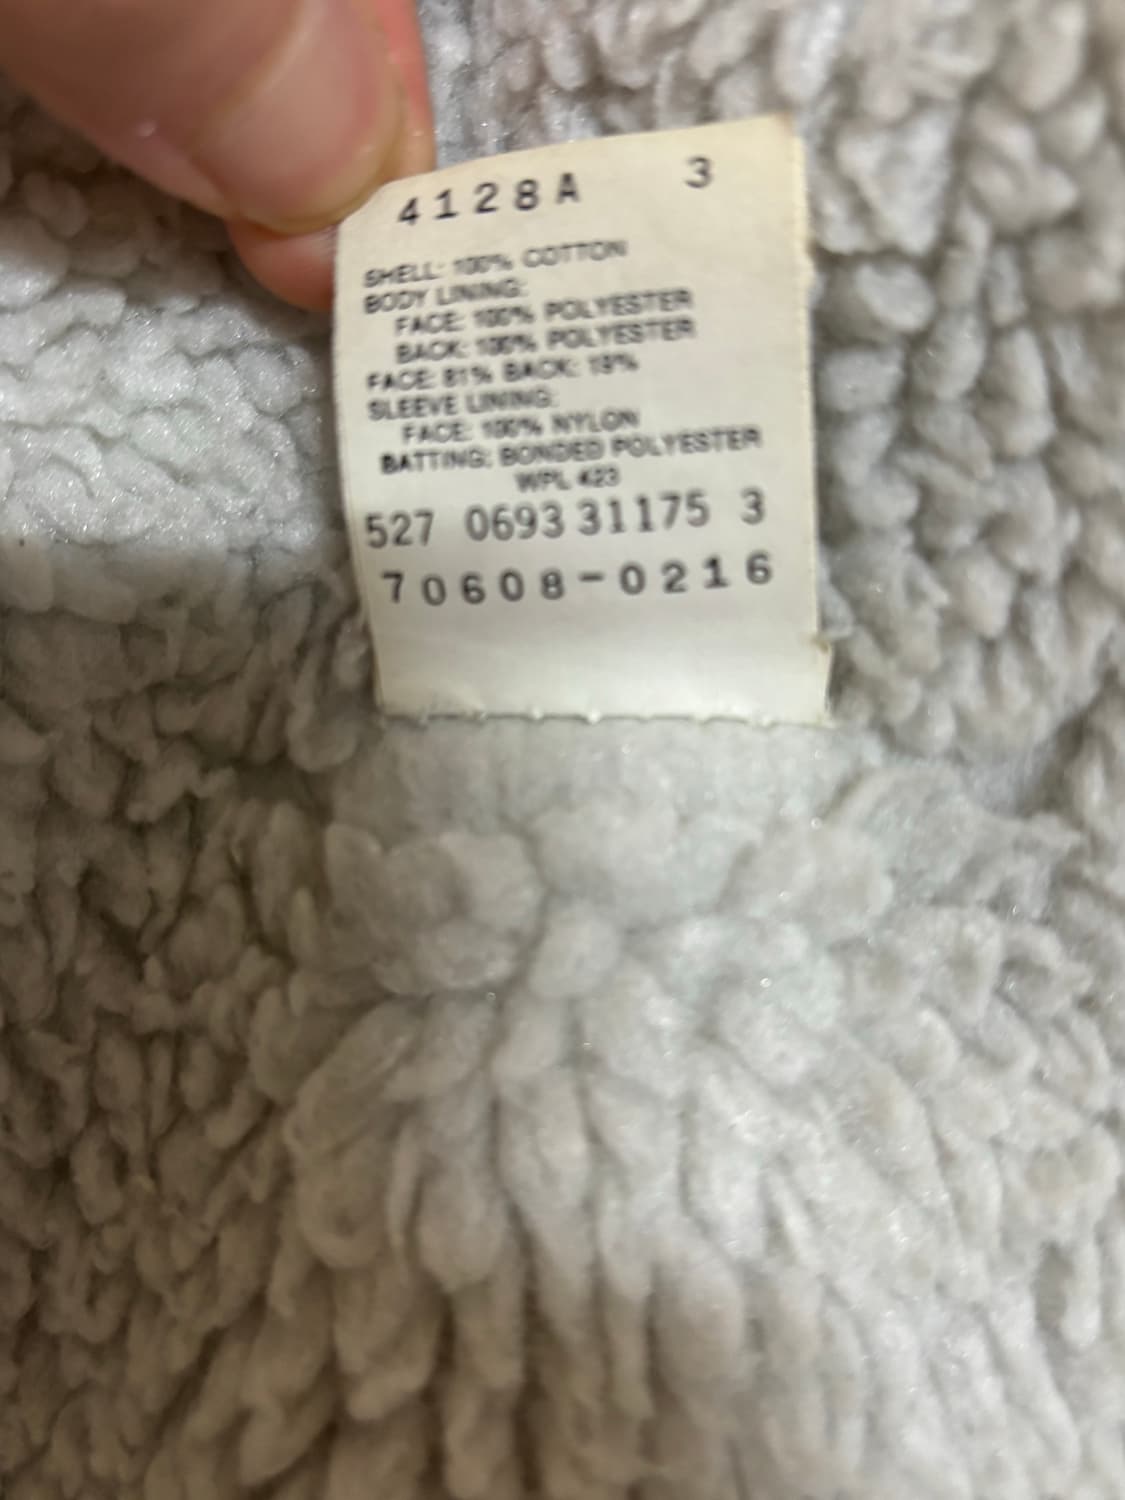 4128A 3
SHELL: 100% COTTON
BODY LINING:
FACE: 100% POLYESTER
BACK: 100% POLYESTER
FACE: 81% BACK: 19%
SLEEVE LINING:
FACE: 100% NYLON
BATTING: BONDED POLYESTER
WPL 423
527 0693 31175 3
70608-0216